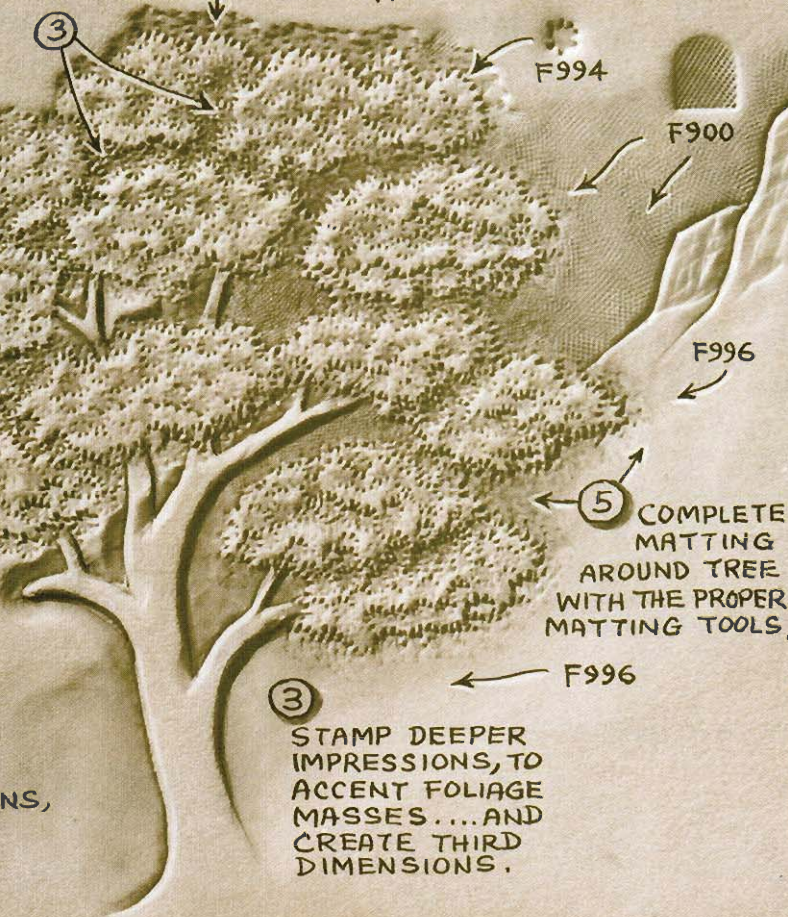 3
F994
F900
F996
5 COMPLETE
MATTING
AROUND TREE
WITH THE PROPER
MATTING TOOLS,
F996
3
STAMP DEEPER
IMPRESSIONS, TO
ACCENT FOLIAGE
MASSES....AND
CREATE THIRD
DIMENSIONS.
NS,